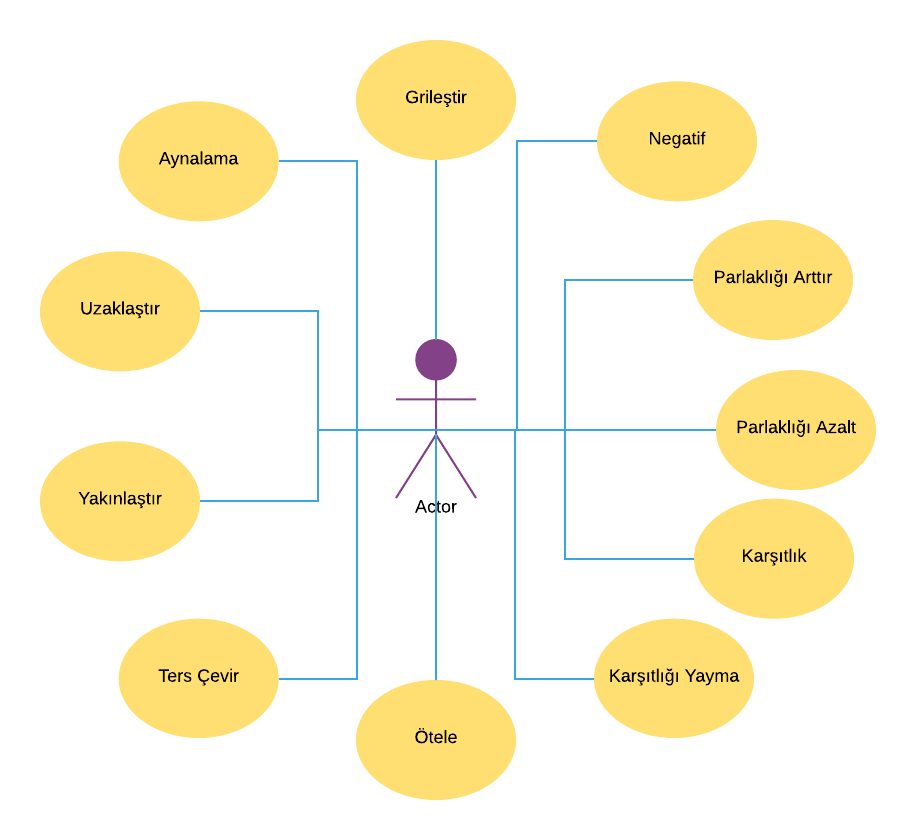 Grileştir
Negatif
Aynalama
Parlaklığı Arttır
Uzaklaştır
Parlaklığı Azalt
Yakınlaştır
Actor
Karşıtlık
Ters Çevir
Karşıtlığı Yayma
Ötele